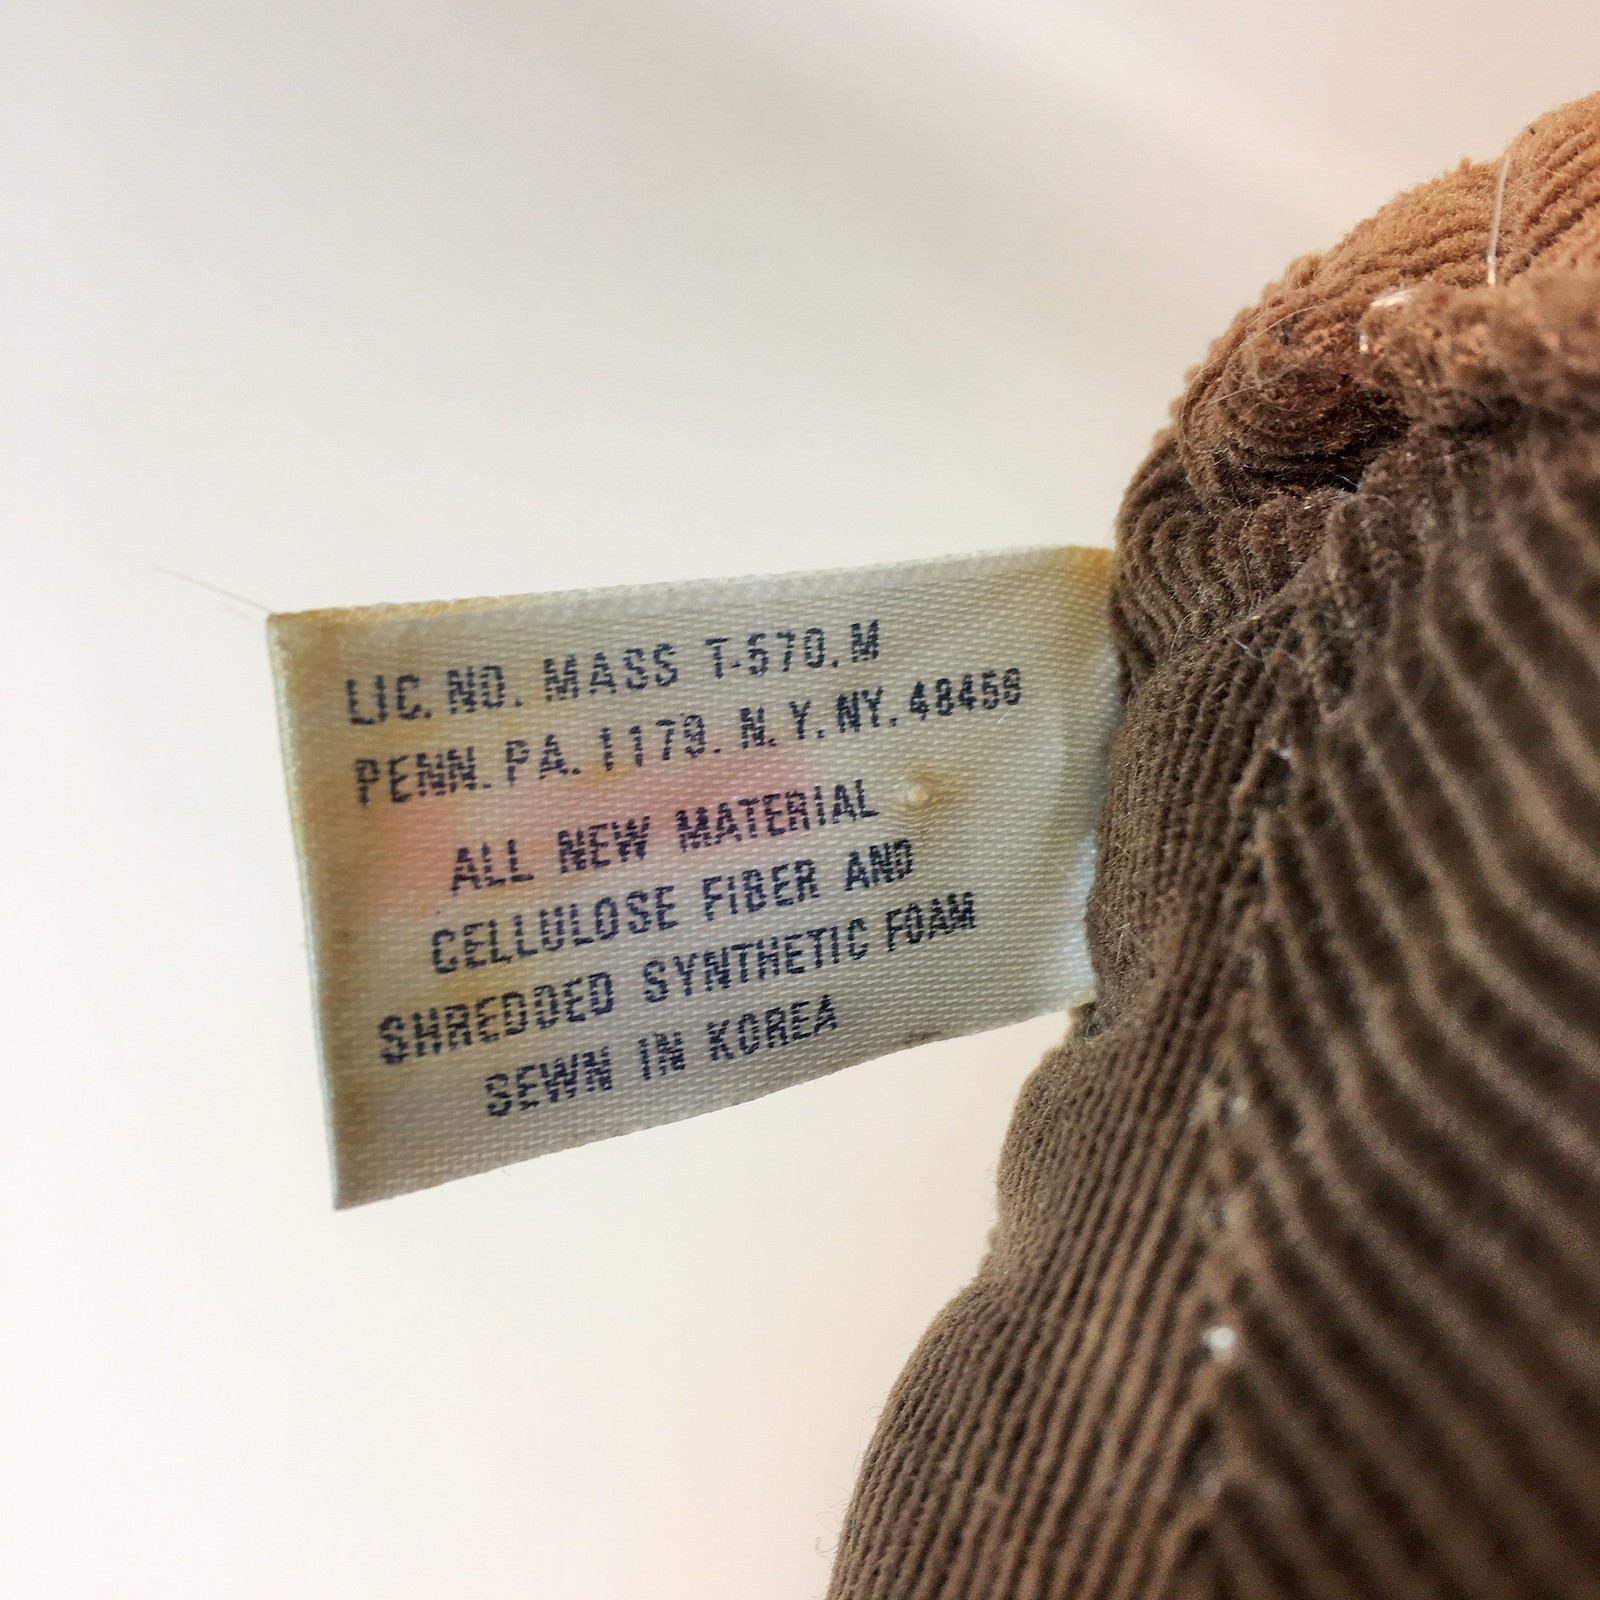 LIC. NO. MASS T-570. M
PENN. PA. 1179. N.Y. NY. 48458
ALL NEW MATERIAL
CELLULOSE FIBER AND
SHREDDED SYNTHETIC FOAM
SEWN IN KOREA